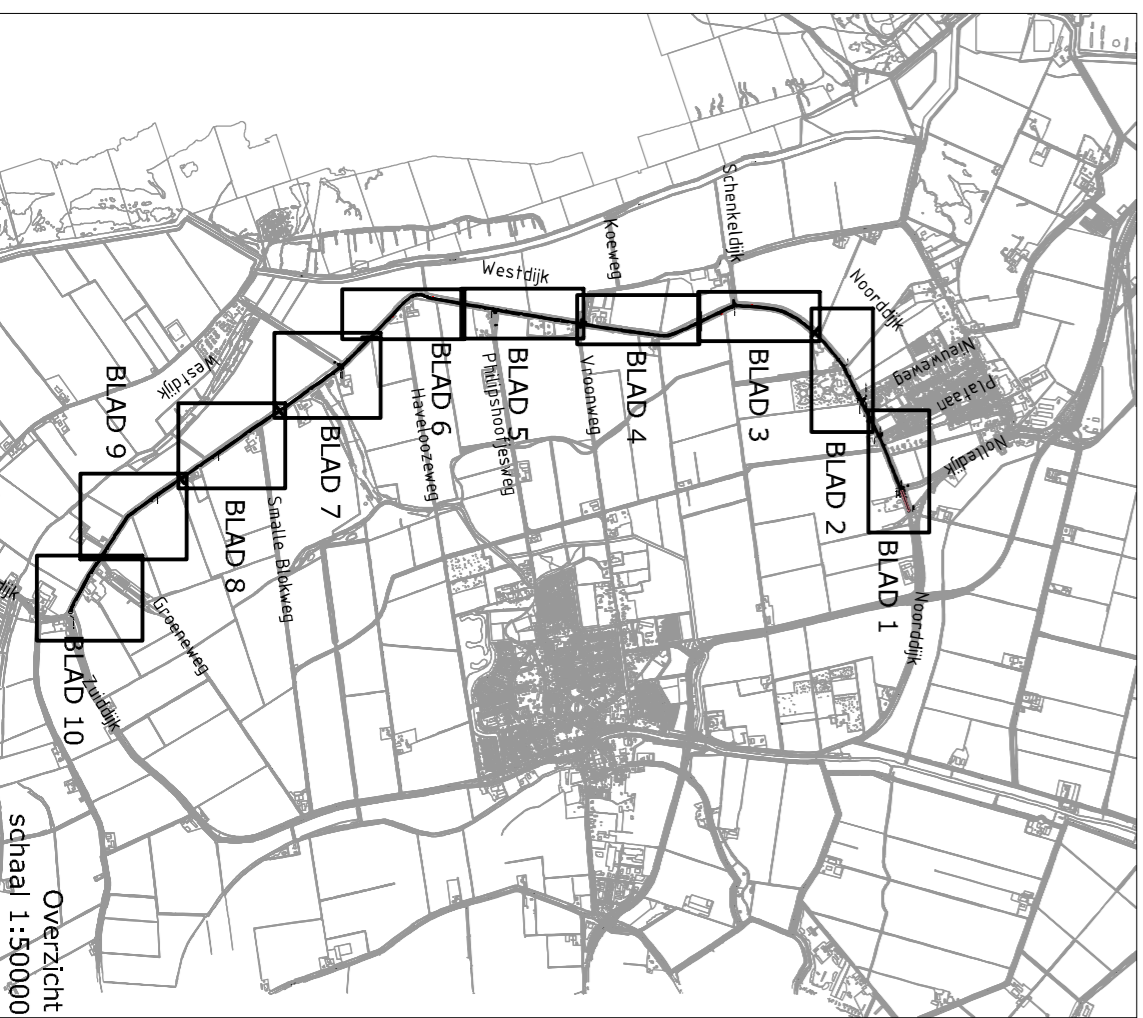 Schenkeldijk
Koeweg
Westdijk
Noorddijk
Nieuweweg
Plataan
Nolledijk
Vroonweg
Philipshoofjesweg
Haveloozeweg
Westdijk
Smalle Blokweg
Groeneweg
Zuiddijk
Noorddijk
dijk
BLAD 1
BLAD 2
BLAD 3
BLAD 4
BLAD 5
BLAD 6
BLAD 7
BLAD 8
BLAD 9
BLAD 10
Overzicht
schaal 1:50000